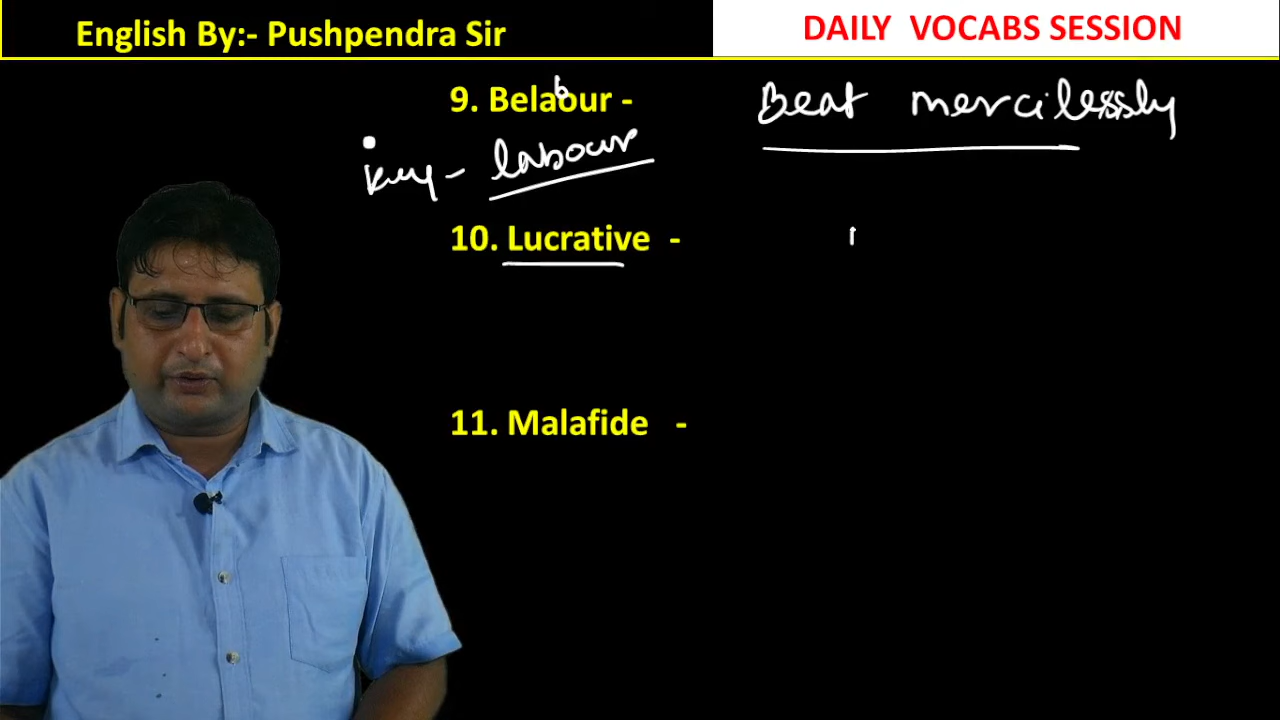 English By:- Pushpendra Sir
DAILY VOCABS SESSION
9. Belabour - Beat mercilessly
key - labour
10. Lucrative -
11. Malafide -